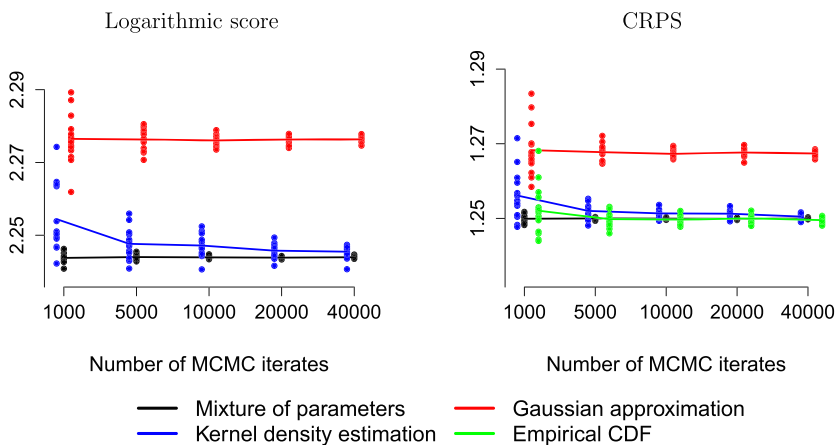 Logarithmic score
2.29
2.27
2.25
1000 5000 10000 20000 40000
Number of MCMC iterates
CRPS
1.29
1.27
1.25
1000 5000 10000 20000 40000
Number of MCMC iterates
Mixture of parameters
Kernel density estimation
Gaussian approximation
Empirical CDF